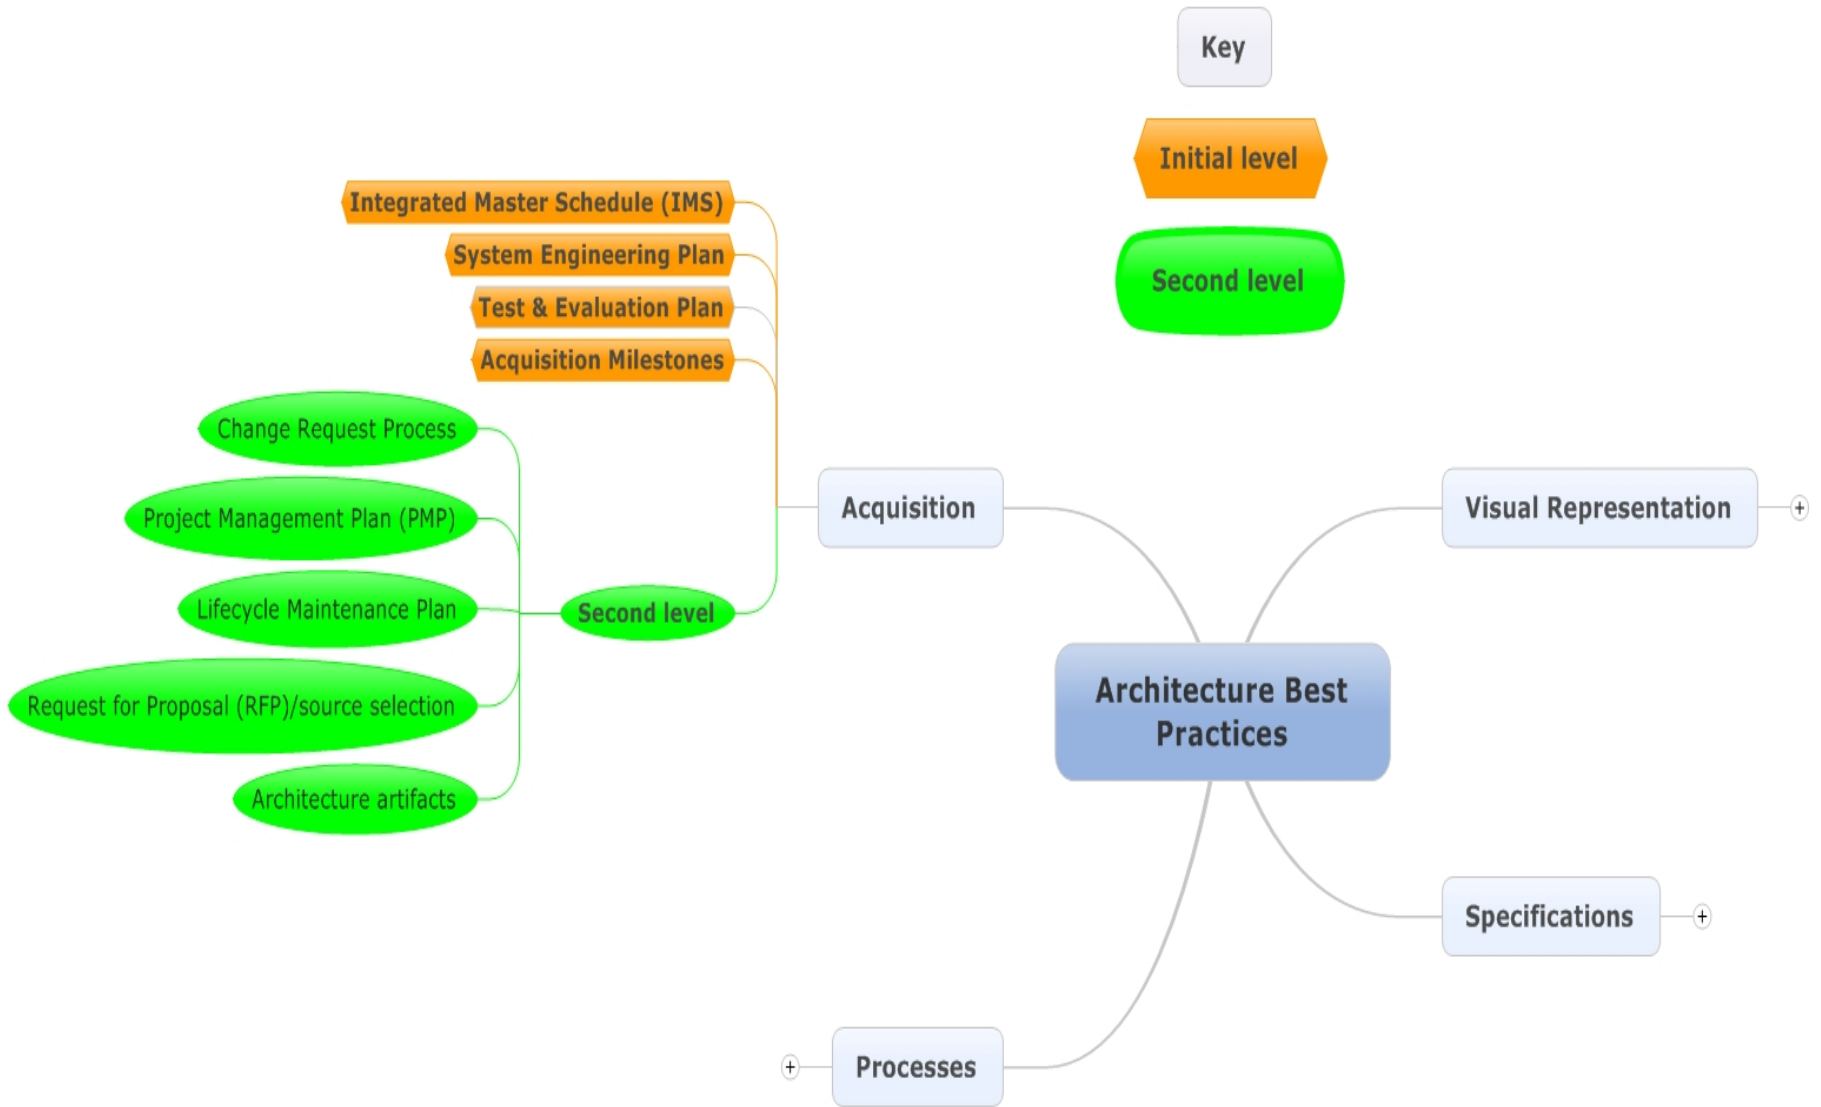 Key
Initial level
Second level
Integrated Master Schedule (IMS)
System Engineering Plan
Test & Evaluation Plan
Acquisition Milestones
Change Request Process
Project Management Plan (PMP)
Lifecycle Maintenance Plan
Request for Proposal (RFP)/source selection
Architecture artifacts
Second level
Acquisition
Visual Representation
+
Architecture Best
Practices
Specifications
+
Processes
+